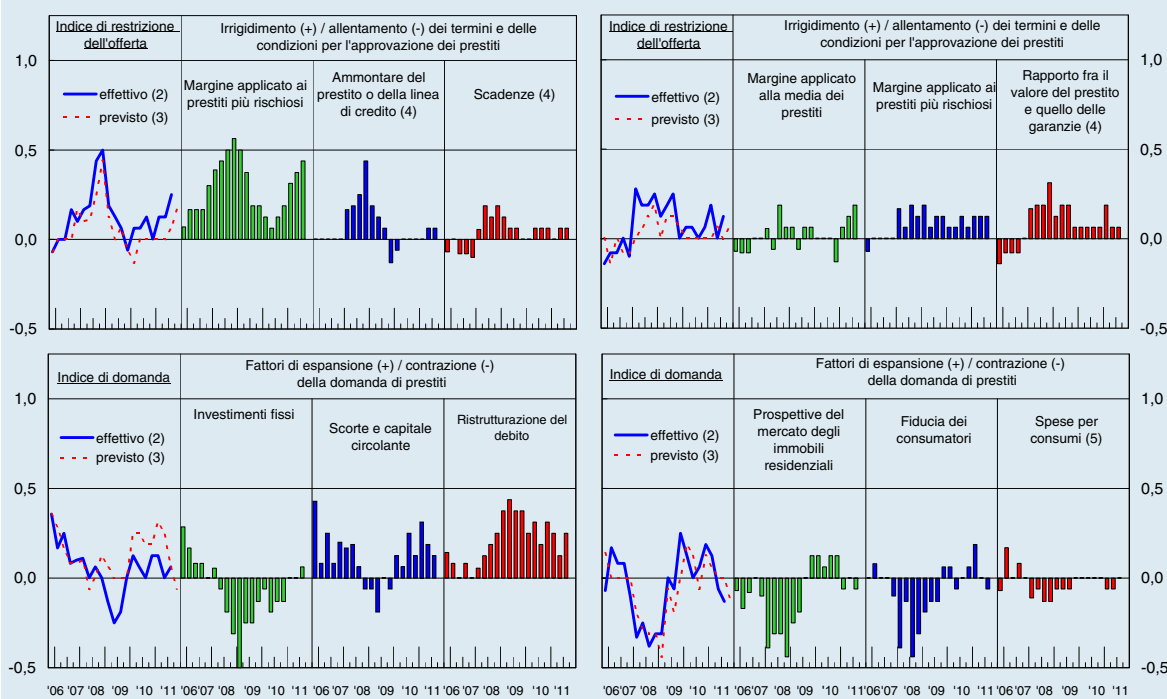 Indice di restrizione
dell'offerta
Irrigidimento (+) / allentamento (-) dei termini e delle
condizioni per l'approvazione dei prestiti
1,0
effettivo (2)
previsto (3)
Margine applicato ai
prestiti più rischiosi
Ammontare del
prestito o della linea
di credito (4)
Scadenze (4)
0,5
0,0
-0,5
Indice di restrizione
dell'offerta
Irrigidimento (+) / allentamento (-) dei termini e delle
condizioni per l'approvazione dei prestiti
1,0
effettivo (2)
previsto (3)
Margine applicato
alla media dei
prestiti
Margine applicato ai
prestiti più rischiosi
Rapporto fra il
valore del prestito
e quello delle
garanzie (4)
0,5
0,0
-0,5
Indice di domanda
Fattori di espansione (+) / contrazione (-)
della domanda di prestiti
1,0
effettivo (2)
previsto (3)
Investimenti fissi
Scorte e capitale
circolante
Ristrutturazione del
debito
0,5
0,0
-0,5
'06'07 '08 '09 '10 '11 '06'07 '08 '09 '10 '11 '06'07 '08 '09 '10 '11 '06'07 '08 '09 '10 '11
Indice di domanda
Fattori di espansione (+) / contrazione (-)
della domanda di prestiti
1,0
effettivo (2)
previsto (3)
Prospettive del
mercato degli
immobili
residenziali
Fiducia dei
consumatori
Spese per
consumi (5)
0,5
0,0
-0,5
'06'07 '08 '09 '10 '11 '06'07 '08 '09 '10 '11 '06'07 '08 '09 '10 '11 '06'07 '08 '09 '10 '11